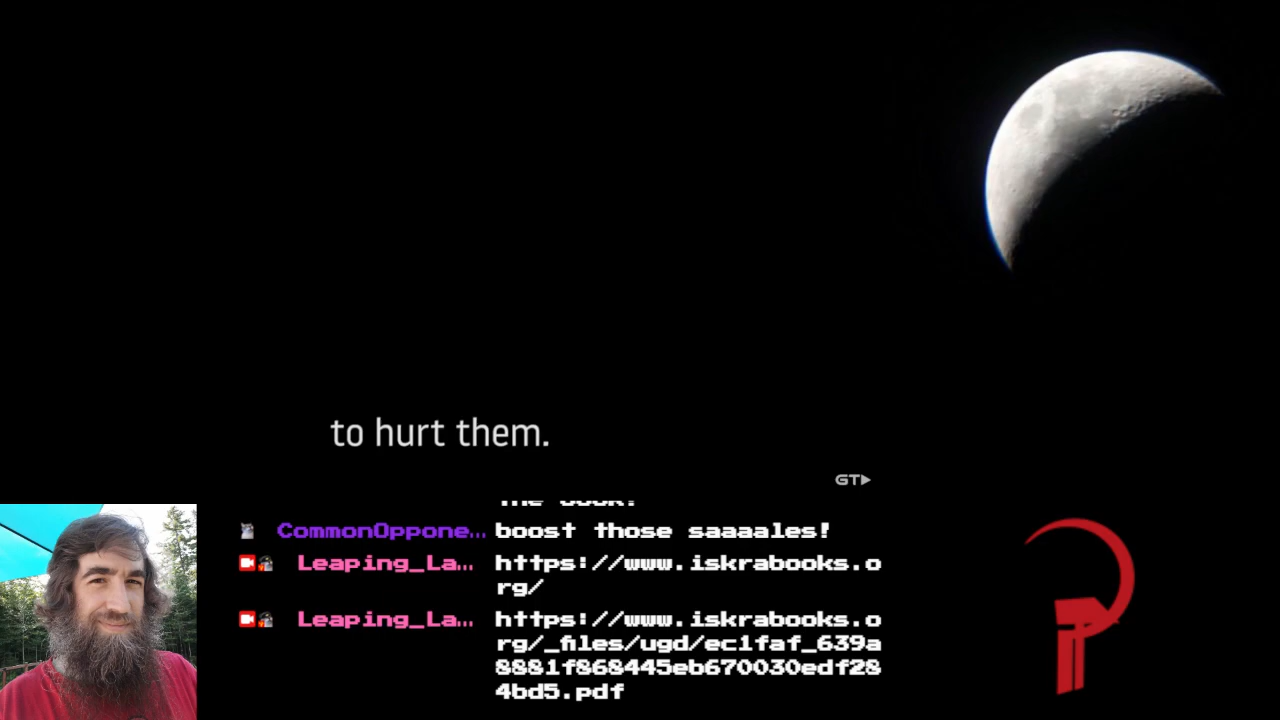 to hurt them.
GT
CommonOppone... boost those saaaales!
Leaping_La... https://www.iskrabooks.o
rg/
Leaping_La... https://www.iskrabooks.o
rg/_files/ugd/ec1faf_639a
8881f868445eb670030edf28
4bd5.pdf